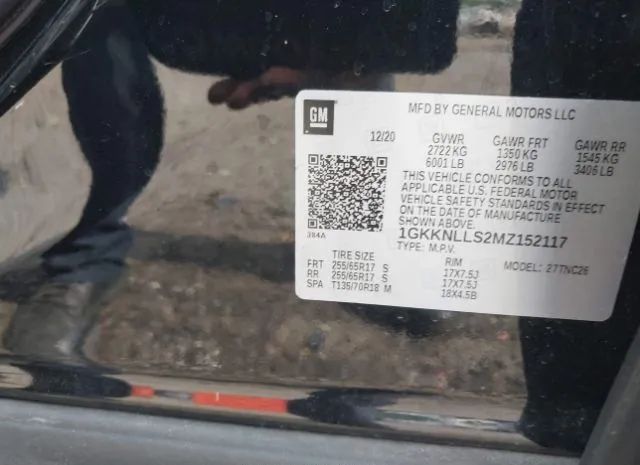 GM
MFD BY GENERAL MOTORS LLC
12/20 GVWR GAWR FRT GAWR RR
2722 KG 1350 KG 1545 KG
6001 LB 2976 LB 3406 LB
THIS VEHICLE CONFORMS TO ALL
APPLICABLE U.S. FEDERAL MOTOR
VEHICLE SAFETY STANDARDS IN EFFECT
ON THE DATE OF MANUFACTURE
SHOWN ABOVE.
384A
1GKKNLLS2MZ152117
TYPE: M.P.V. MODEL: 27TNC26
TIRE SIZE RIM
FRT 255/65R17 S 17X7.5J
RR 255/65R17 S 17X7.5J
SPA T135/70R18 M 18X4.5B